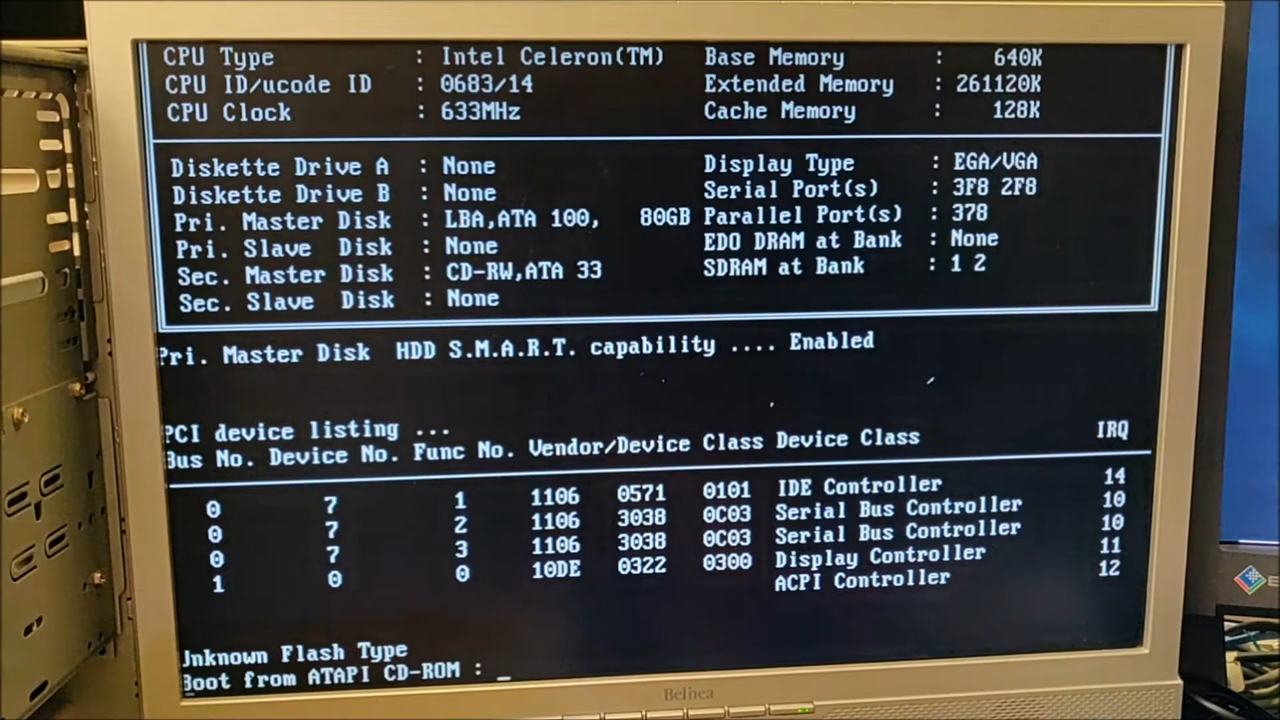 CPU Type : Intel Celeron(TM) Base Memory : 640K
CPU ID/ucode ID : 0683/14 Extended Memory : 261120K
CPU Clock : 633MHz Cache Memory : 128K
Diskette Drive A : None Display Type : EGA/VGA
Diskette Drive B : None Serial Port(s) : 3F8 2F8
Pri. Master Disk : LBA,ATA 100, 80GB Parallel Port(s) : 378
Pri. Slave Disk : None EDO DRAM at Bank : None
Sec. Master Disk : CD-RW,ATA 33 SDRAM at Bank : 1 2
Sec. Slave Disk : None
Pri. Master Disk HDD S.M.A.R.T. capability .... Enabled
PCI device listing ...
Bus No. Device No. Func No. Vendor/Device Class Device Class IRQ
0 7 1 1106 0571 0101 IDE Controller 14
0 7 2 1106 3038 0C03 Serial Bus Controller 10
0 7 3 1106 3038 0C03 Serial Bus Controller 10
1 0 0 10DE 0322 0300 Display Controller 11
ACPI Controller 12
Unknown Flash Type
Boot from ATAPI CD-ROM : _
Belinea